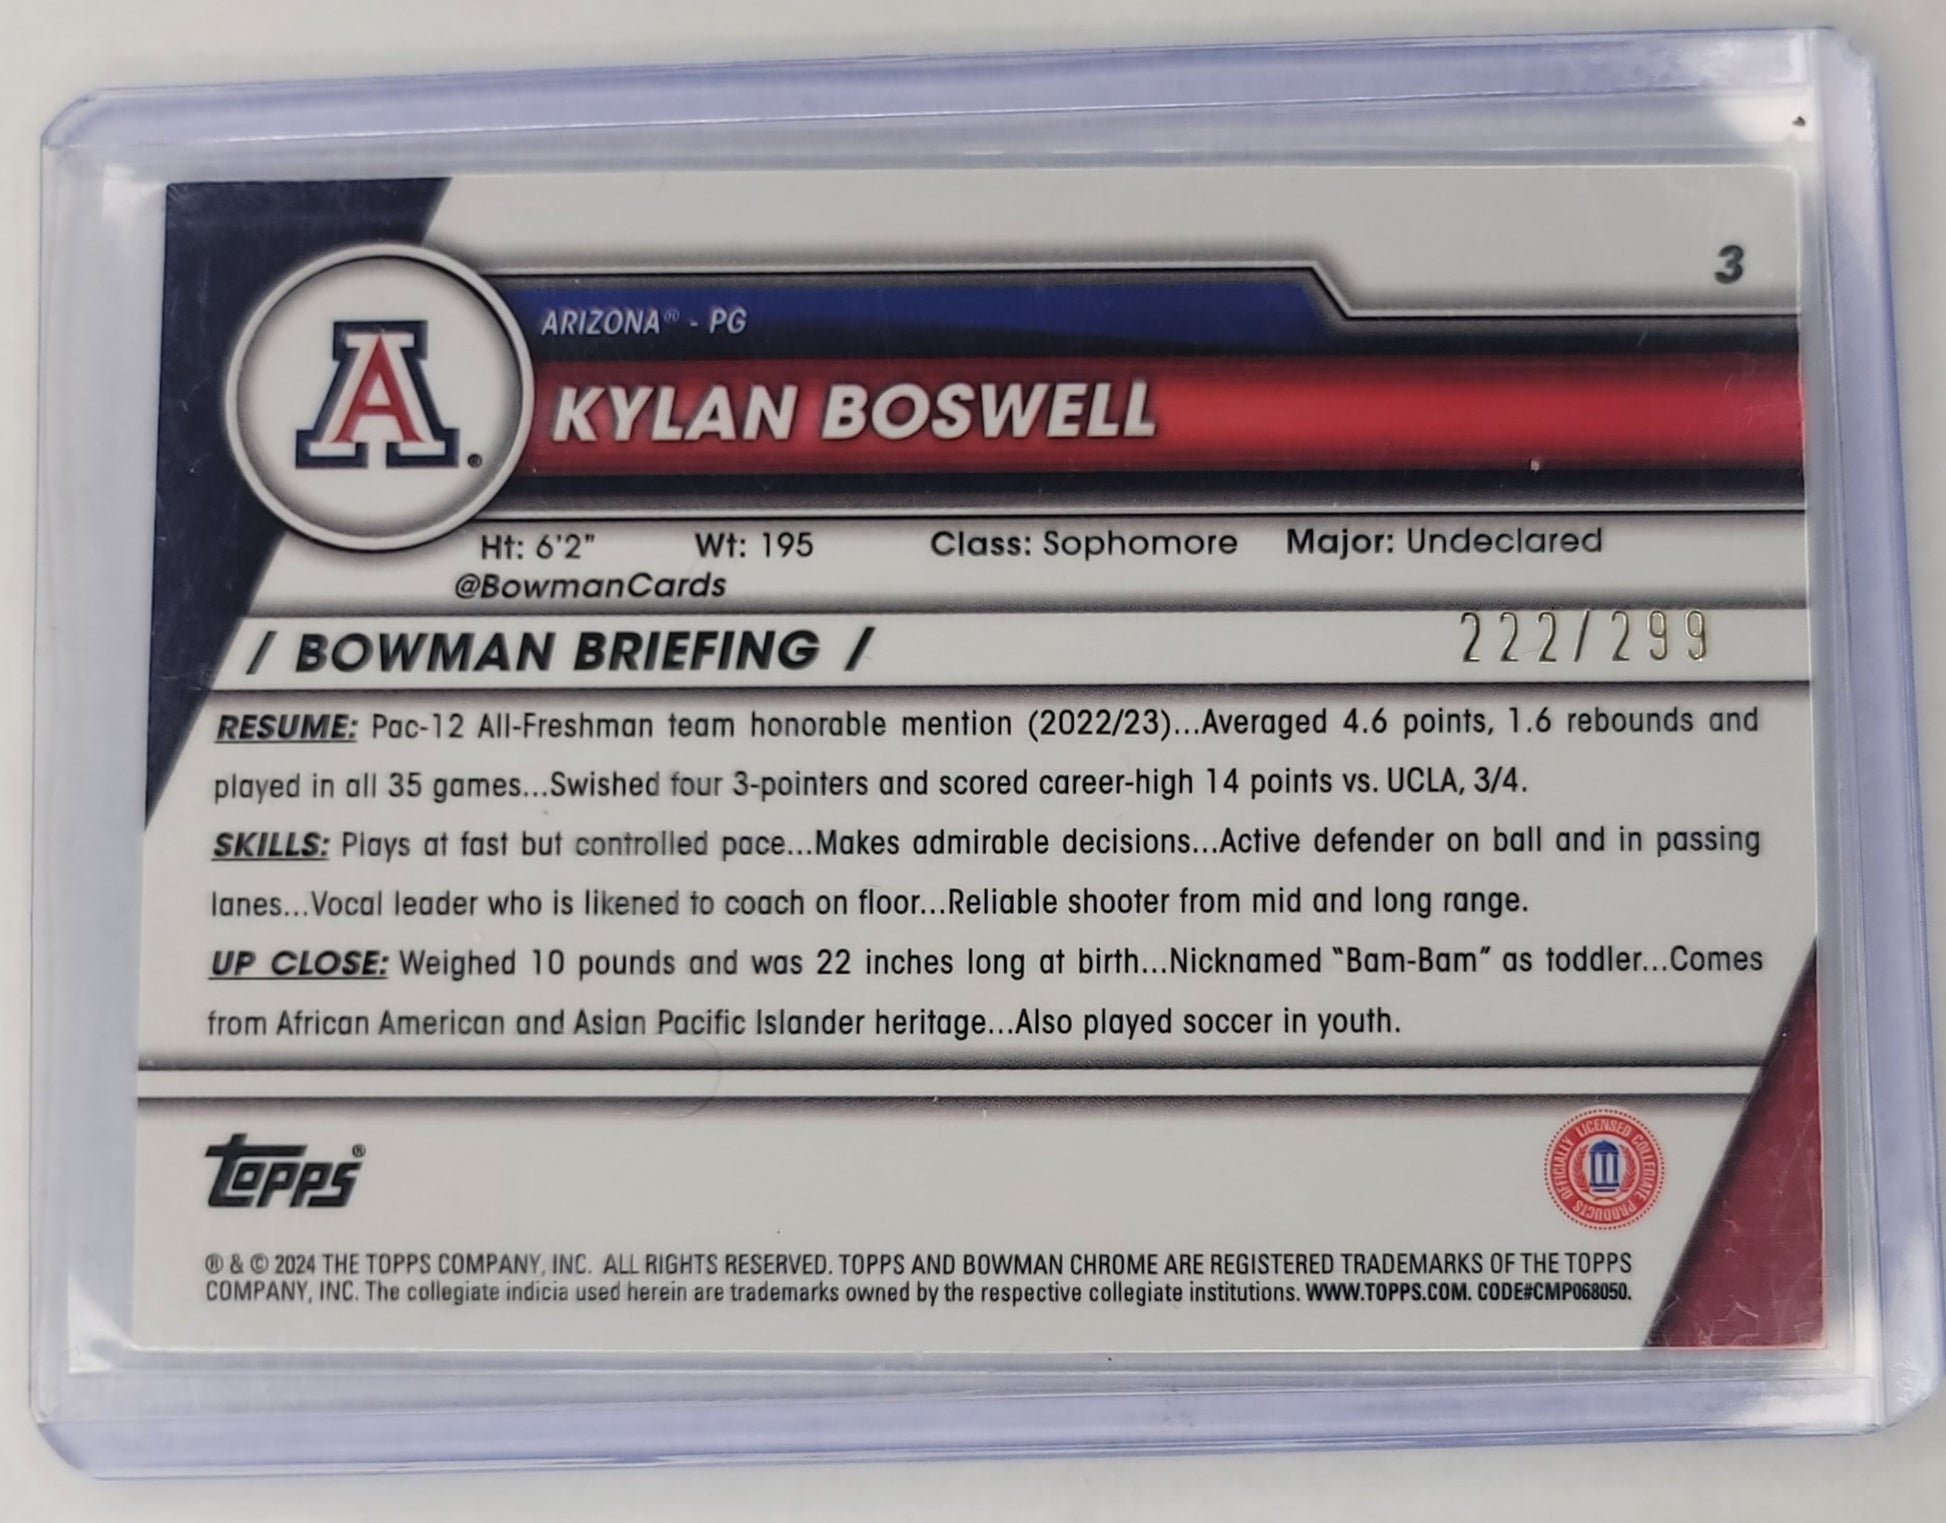 3
ARIZONA® - PG
A®
KYLAN BOSWELL
Ht: 6'2" Wt: 195 Class: Sophomore Major: Undeclared
@BowmanCards
/ BOWMAN BRIEFING / 222/299
RESUME: Pac-12 All-Freshman team honorable mention (2022/23)...Averaged 4.6 points, 1.6 rebounds and
played in all 35 games...Swished four 3-pointers and scored career-high 14 points vs. UCLA, 3/4.
SKILLS: Plays at fast but controlled pace...Makes admirable decisions...Active defender on ball and in passing
lanes...Vocal leader who is likened to coach on floor...Reliable shooter from mid and long range.
UP CLOSE: Weighed 10 pounds and was 22 inches long at birth...Nicknamed “Bam-Bam” as toddler...Comes
from African American and Asian Pacific Islander heritage...Also played soccer in youth.
topps®
OFFICIALLY LICENSED COLLEGIATE PRODUCTS
® & © 2024 THE TOPPS COMPANY, INC. ALL RIGHTS RESERVED. TOPPS AND BOWMAN CHROME ARE REGISTERED TRADEMARKS OF THE TOPPS
COMPANY, INC. The collegiate indicia used herein are trademarks owned by the respective collegiate institutions. WWW.TOPPS.COM. CODE#CMP068050.